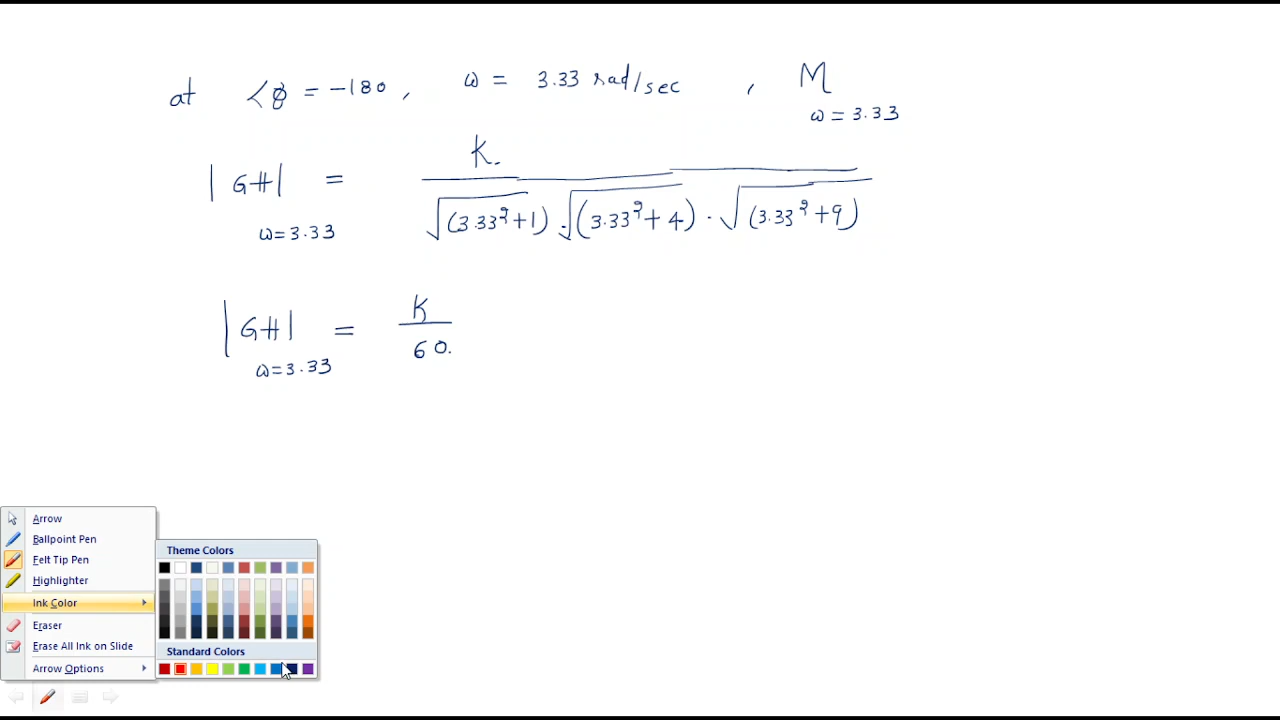 at ∠φ = -180, ω = 3.33 rad/sec , M
ω = 3.33
K.
|GH| =
√(3.33²+1) . √(3.33²+4) . √(3.33²+9)
ω=3.33
K
|GH| =
60.
ω=3.33
Arrow
Ballpoint Pen
Felt Tip Pen
Highlighter
Ink Color
Eraser
Erase All Ink on Slide
Arrow Options
Theme Colors
Standard Colors